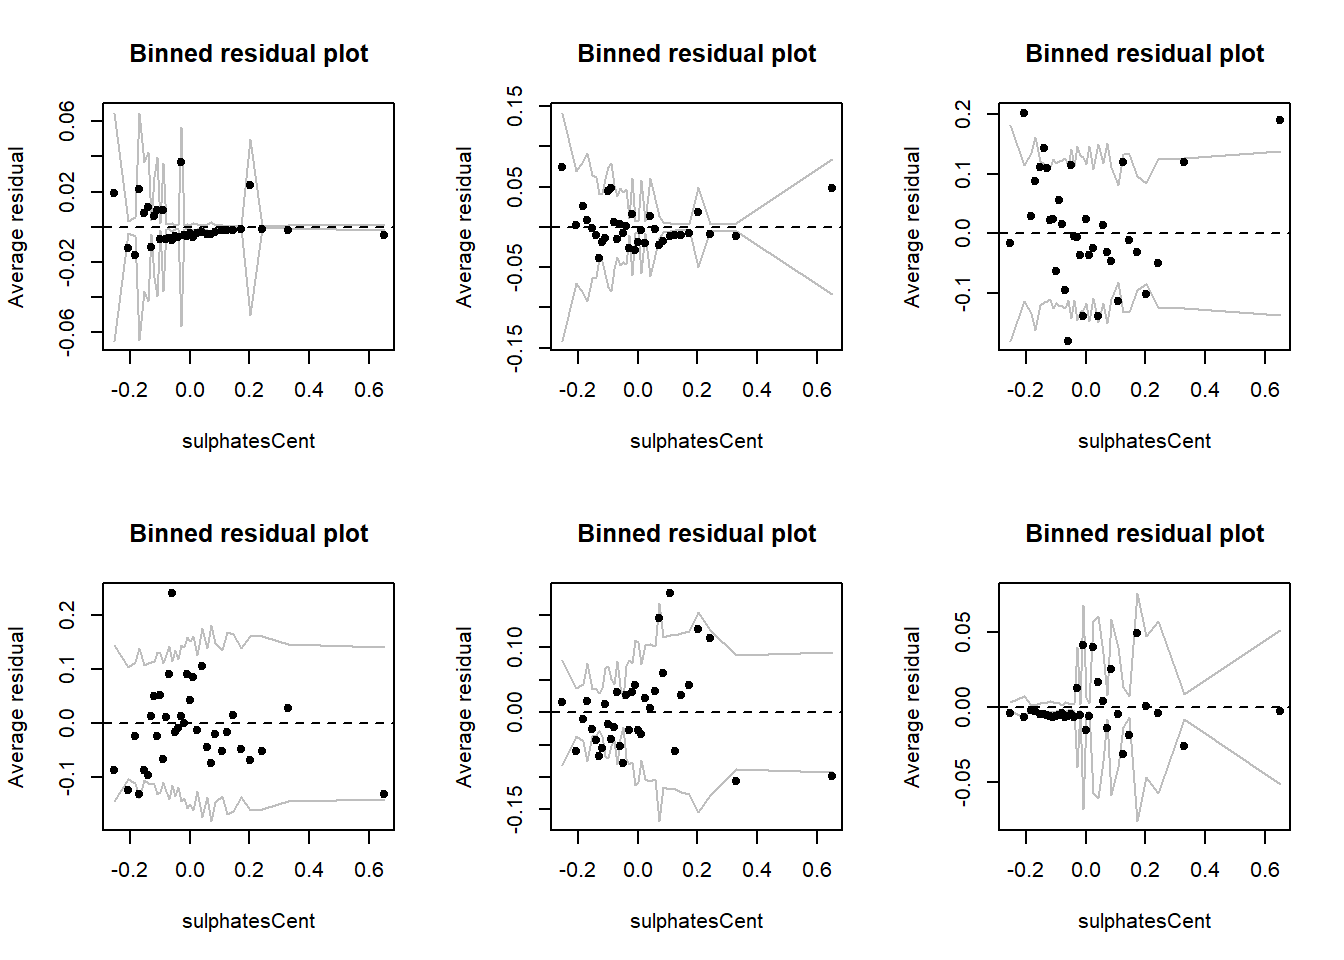 Binned residual plot Binned residual plot Binned residual plot
Average residual
0.06
0.02
-0.02
-0.06
-0.2 0.0 0.2 0.4 0.6
sulphatesCent
Average residual
0.15
0.05
-0.05
-0.15
-0.2 0.0 0.2 0.4 0.6
sulphatesCent
Average residual
0.2
0.1
0.0
-0.1
-0.2 0.0 0.2 0.4 0.6
sulphatesCent
Binned residual plot Binned residual plot Binned residual plot
Average residual
0.2
0.1
0.0
-0.1
-0.2 0.0 0.2 0.4 0.6
sulphatesCent
Average residual
0.10
0.00
-0.15
-0.2 0.0 0.2 0.4 0.6
sulphatesCent
Average residual
0.05
0.00
-0.05
-0.2 0.0 0.2 0.4 0.6
sulphatesCent